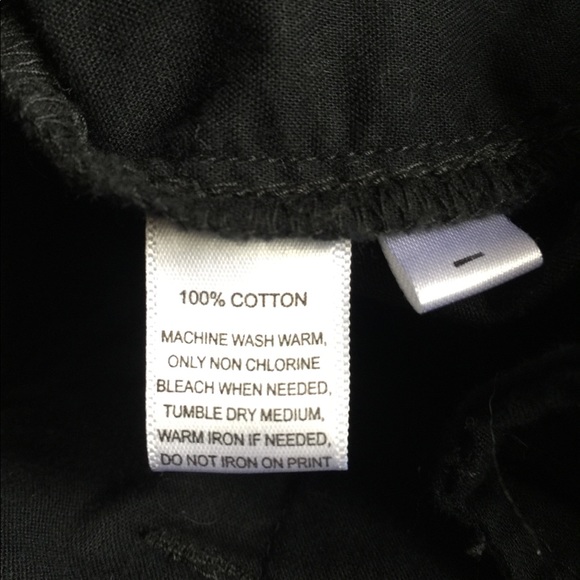 100% COTTON
MACHINE WASH WARM,
ONLY NON CHLORINE
BLEACH WHEN NEEDED,
TUMBLE DRY MEDIUM,
WARM IRON IF NEEDED,
DO NOT IRON ON PRINT